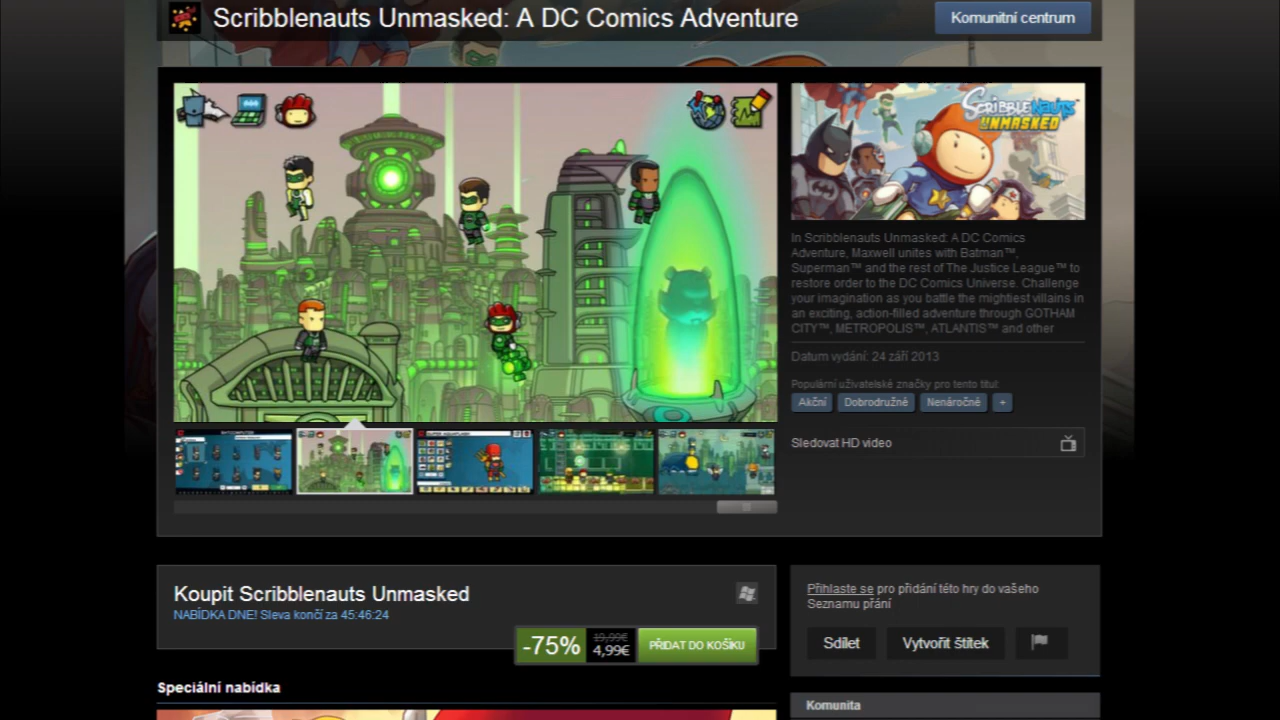 Scribblenauts Unmasked: A DC Comics Adventure
Komunitní centrum
SCRIBBLENAUTS
UNMASKED
In Scribblenauts Unmasked: A DC Comics
Adventure, Maxwell unites with Batman™,
Superman™ and the rest of The Justice League™ to
restore order to the DC Comics Universe. Challenge
your imagination as you battle the mightiest villains in
an exciting, action-filled adventure through GOTHAM
CITY™, METROPOLIS™, ATLANTIS™ and other
Datum vydání: 24 září 2013
Populární uživatelské značky pro tento titul:
Akční
Dobrodružné
Nenáročné
+
Sledovat HD video
Koupit Scribblenauts Unmasked
NABÍDKA DNE! Sleva končí za 45:46:24
-75%
19,99€
4,99€
PŘIDAT DO KOŠÍKU
Přihlaste se pro přidání této hry do vašeho
Seznamu přání
Sdílet
Vytvořit štítek
Speciální nabídka
Komunita